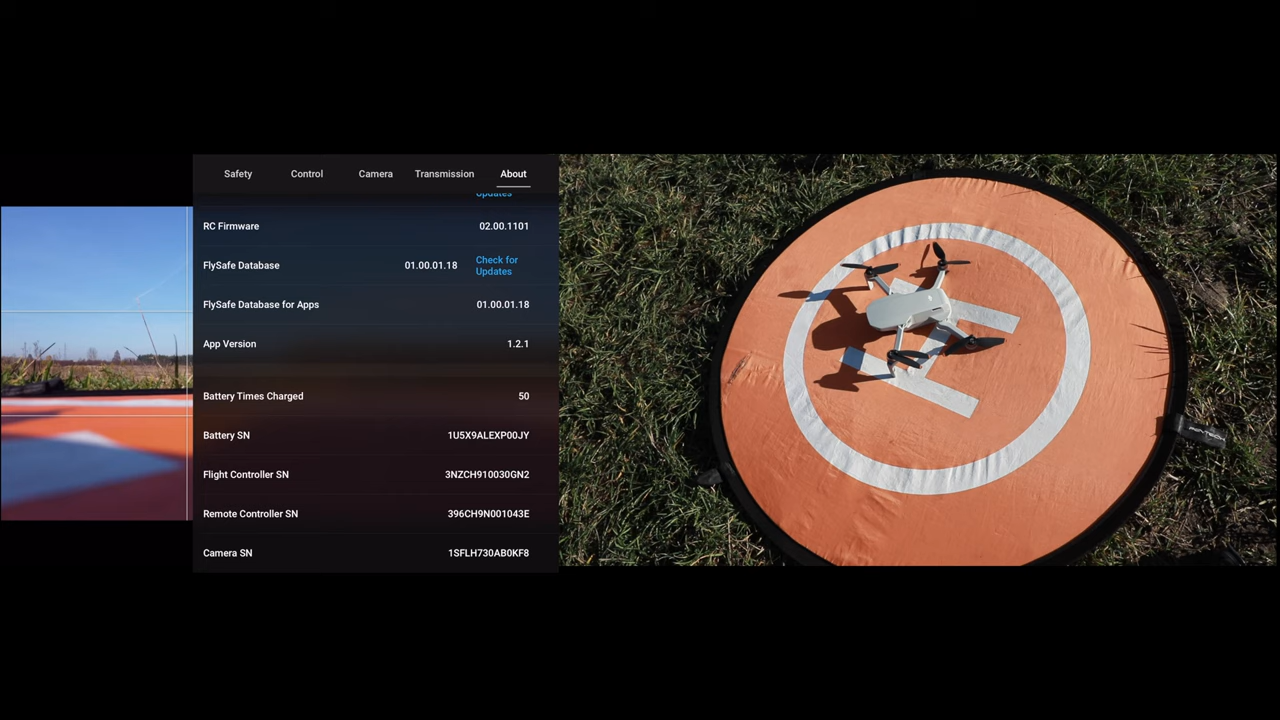 Safety Control Camera Transmission About
Updates
RC Firmware 02.00.1101
FlySafe Database 01.00.01.18 Check for
Updates
FlySafe Database for Apps 01.00.01.18
App Version 1.2.1
Battery Times Charged 50
Battery SN 1U5X9ALEXP00JY
Flight Controller SN 3NZCH910030GN2
Remote Controller SN 396CH9N001043E
Camera SN 1SFLH730AB0KF8
PGYTECH